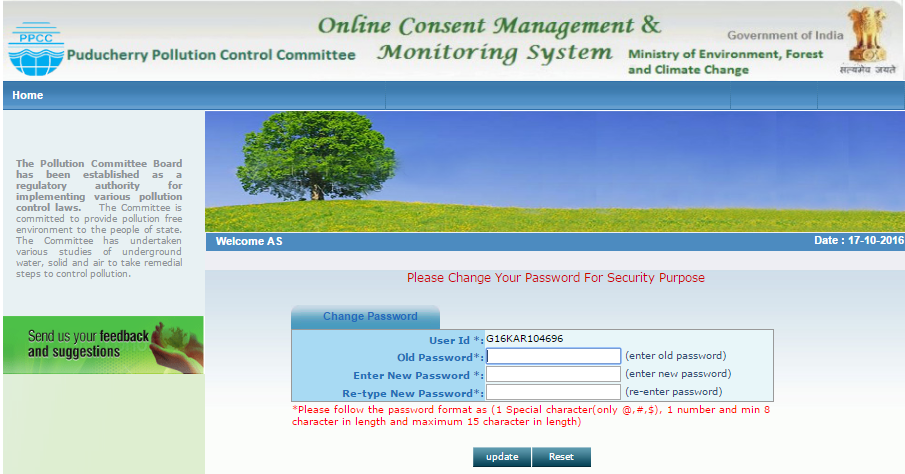 Online Consent Management &
Monitoring System
PPCC
Puducherry Pollution Control Committee
Government of India
Ministry of Environment, Forest
and Climate Change
सत्यमेव जयते
Home
The Pollution Committee Board
has been established as a
regulatory authority for
implementing various pollution
control laws. The Committee is
committed to provide pollution free
environment to the people of state.
The Committee has undertaken
various studies of underground
water, solid and air to take remedial
steps to control pollution.
Send us your feedback
and suggestions
Welcome AS
Date : 17-10-2016
Please Change Your Password For Security Purpose
Change Password
User Id *: G16KAR104696
Old Password*: (enter old password)
Enter New Password *: (enter new password)
Re-type New Password*: (re-enter password)
*Please follow the password format as (1 Special character(only @,#,$), 1 number and min 8
character in length and maximum 15 character in length)
update Reset